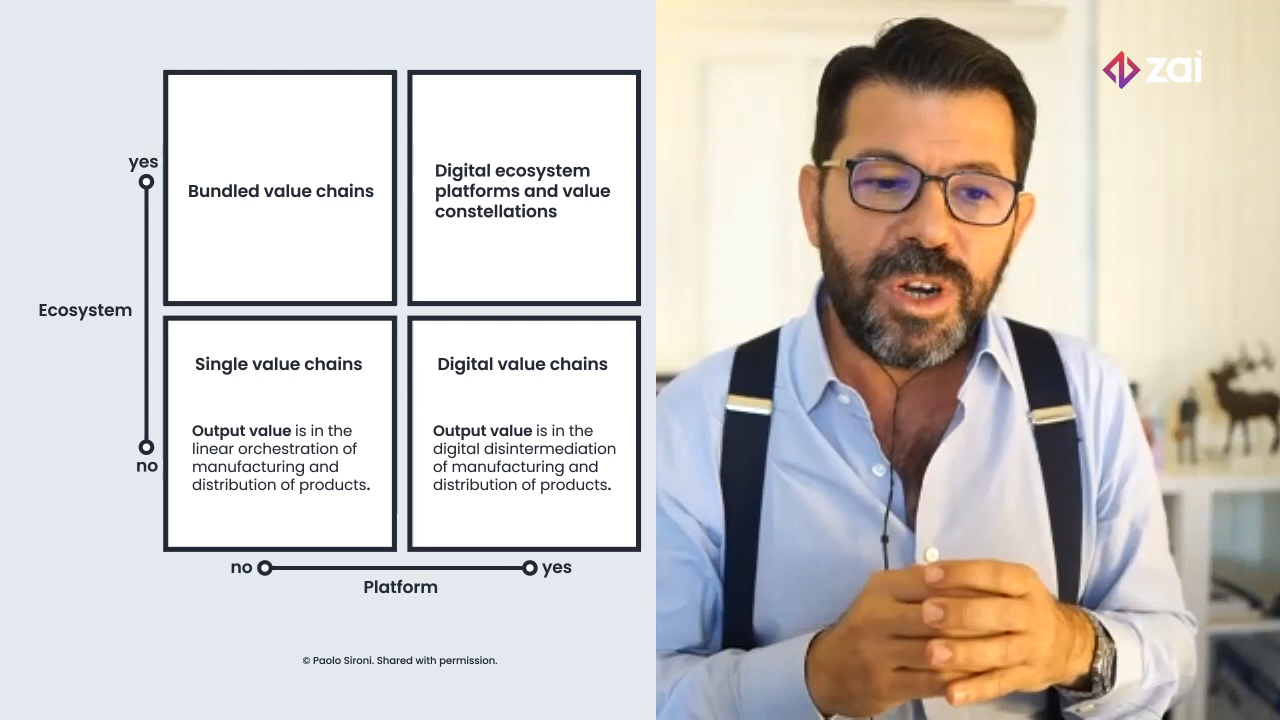 yes
Bundled value chains
Digital ecosystem
platforms and value
constellations
Ecosystem
Single value chains
Output value is in the
linear orchestration of
manufacturing and
distribution of products.
Digital value chains
Output value is in the
digital disintermediation
of manufacturing and
distribution of products.
no
no
yes
Platform
© Paolo Sironi. Shared with permission.
zai